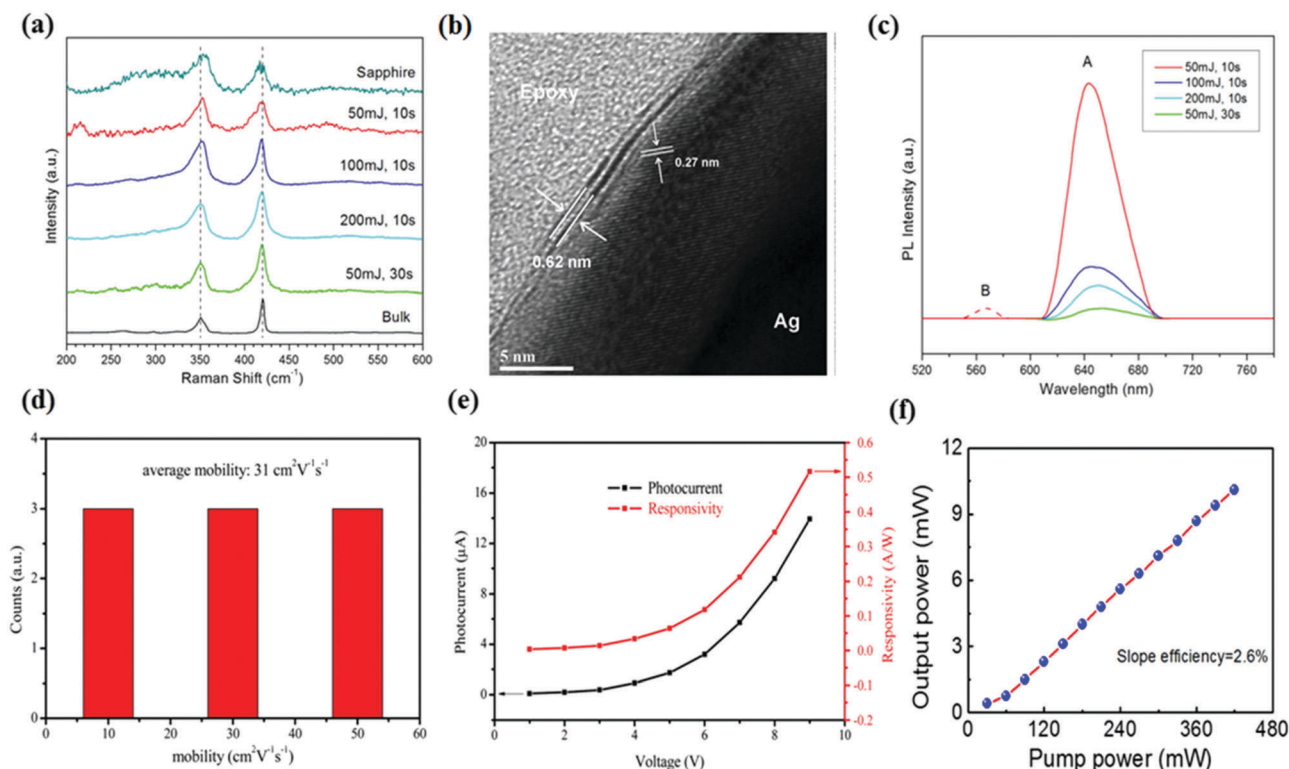 (a)
Intensity (a.u.)
Sapphire
50mJ, 10s
100mJ, 10s
200mJ, 10s
50mJ, 30s
Bulk
200 250 300 350 400 450 500 550 600
Raman Shift (cm⁻¹)
(b)
Epoxy
0.27 nm
0.62 nm
Ag
5 nm
(c)
PL Intensity (a.u.)
A
B
50mJ, 10s
100mJ, 10s
200mJ, 10s
50mJ, 30s
520 560 600 640 680 720 760
Wavelength (nm)
(d)
Counts (a.u.)
4
3
2
1
0
average mobility: 31 cm²V⁻¹s⁻¹
0 10 20 30 40 50 60
mobility (cm²V⁻¹s⁻¹)
(e)
Photocurrent (μA)
20
16
12
8
4
0
Photocurrent
Responsivity
0.6
0.5
0.4
0.3
0.2
0.1
0.0
-0.1
-0.2
Responsivity (A/W)
0 2 4 6 8 10
Voltage (V)
(f)
Output power (mW)
12
9
6
3
0
Slope efficiency=2.6%
120 240 360 480
Pump power (mW)